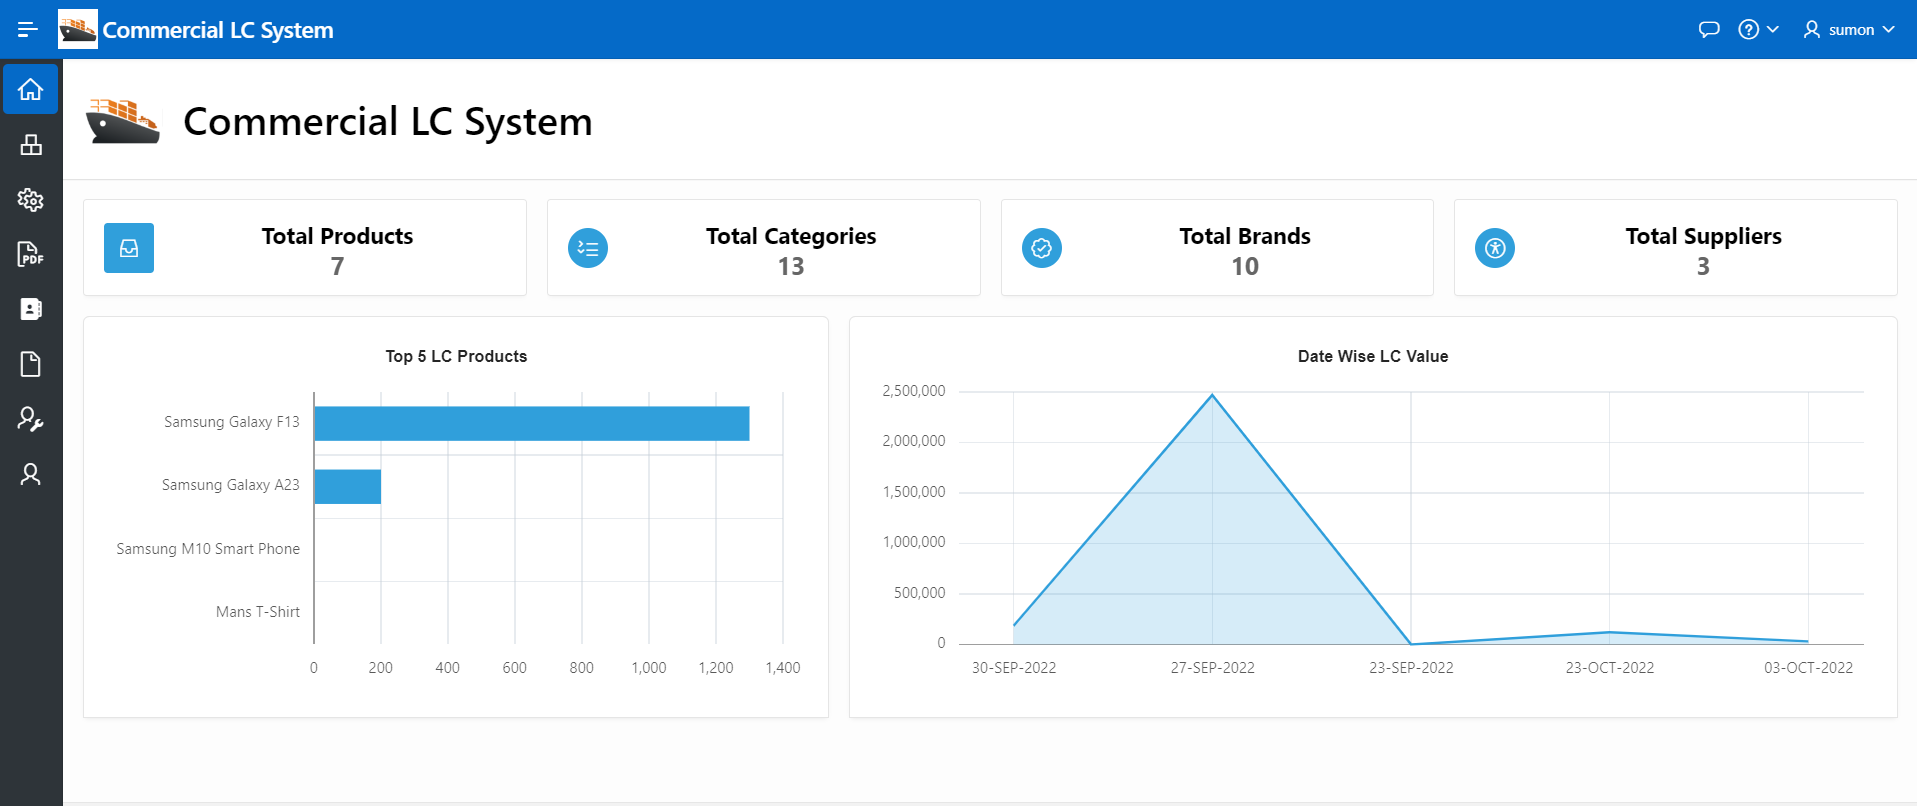 Commercial LC System
sumon
PDF
Commercial LC System
Total Products
7
Total Categories
13
Total Brands
10
Total Suppliers
3
Top 5 LC Products
Samsung Galaxy F13
Samsung Galaxy A23
Samsung M10 Smart Phone
Mans T-Shirt
0 200 400 600 800 1,000 1,200 1,400
Date Wise LC Value
2,500,000
2,000,000
1,500,000
1,000,000
500,000
0
30-SEP-2022 27-SEP-2022 23-SEP-2022 23-OCT-2022 03-OCT-2022